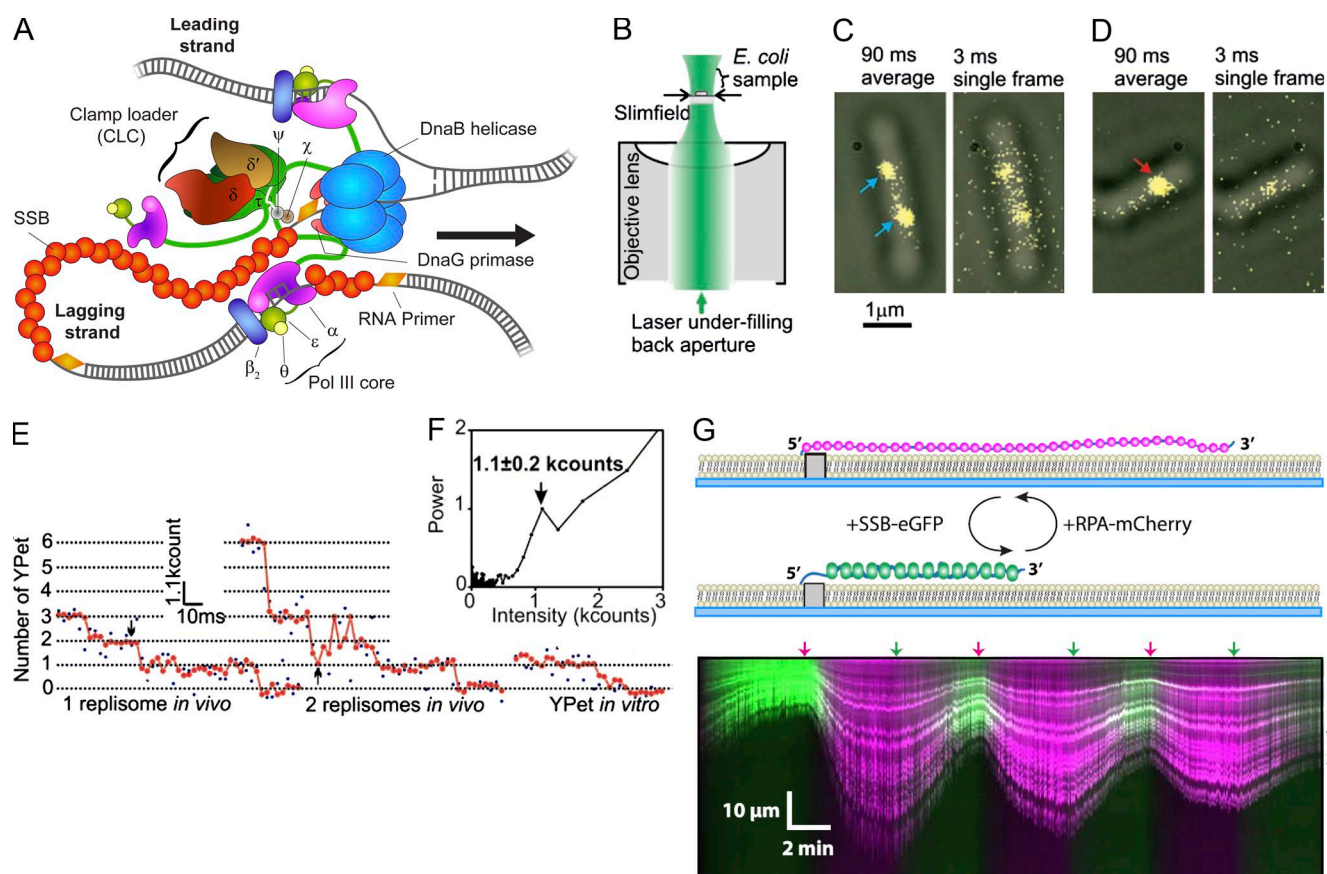 A
Leading
strand
Clamp loader
(CLC)
ψ
χ
DnaB helicase
δ'
δ
τ
SSB
DnaG primase
Lagging
strand
RNA Primer
α
ε
θ
β2
Pol III core
B
E. coli
sample
Slimfield
Objective lens
Laser under-filling
back aperture
C
90 ms
average
3 ms
single frame
1μm
D
90 ms
average
3 ms
single frame
E
Number of YPet
6
5
4
3
2
1
0
1.1kcount
10ms
1 replisome in vivo
2 replisomes in vivo
YPet in vitro
F
Power
2
1
0
1.1±0.2 kcounts
0
1
2
3
Intensity (kcounts)
G
5′
3′
+SSB-eGFP
+RPA-mCherry
5′
3′
10 μm
2 min